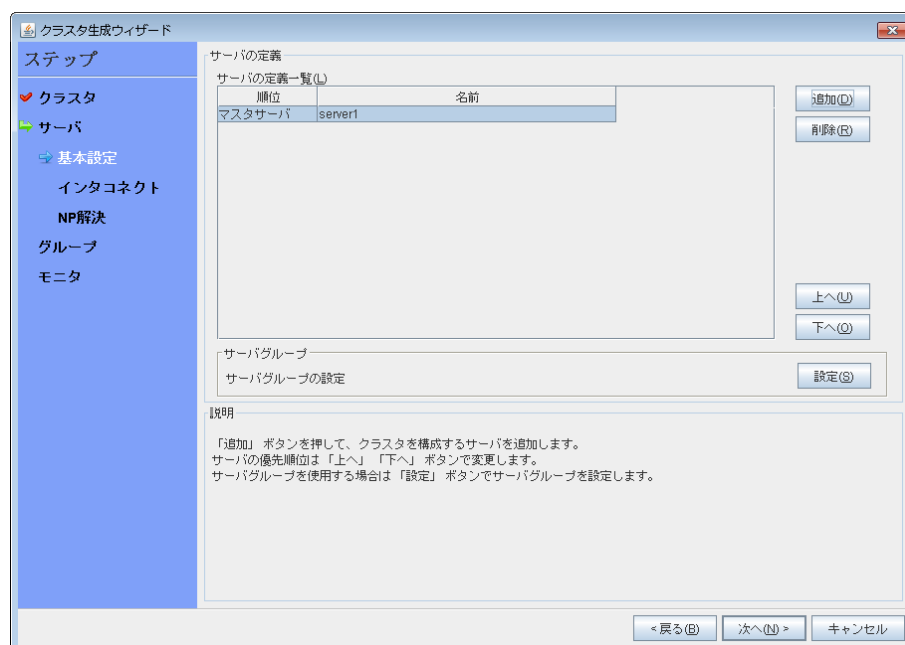 クラスタ生成ウィザード
ステップ
クラスタ
サーバ
基本設定
インタコネクト
NP解決
グループ
モニタ
サーバの定義
サーバの定義一覧(L)
順位 名前
マスタサーバ server1
追加(D)
削除(R)
上へ(U)
下へ(O)
サーバグループ
サーバグループの設定
設定(S)
説明
「追加」 ボタンを押して、クラスタを構成するサーバを追加します。
サーバの優先順位は「上へ」「下へ」 ボタンで変更します。
サーバグループを使用する場合は「設定」 ボタンでサーバグループを設定します。
<戻る(B) 次へ(N)> キャンセル